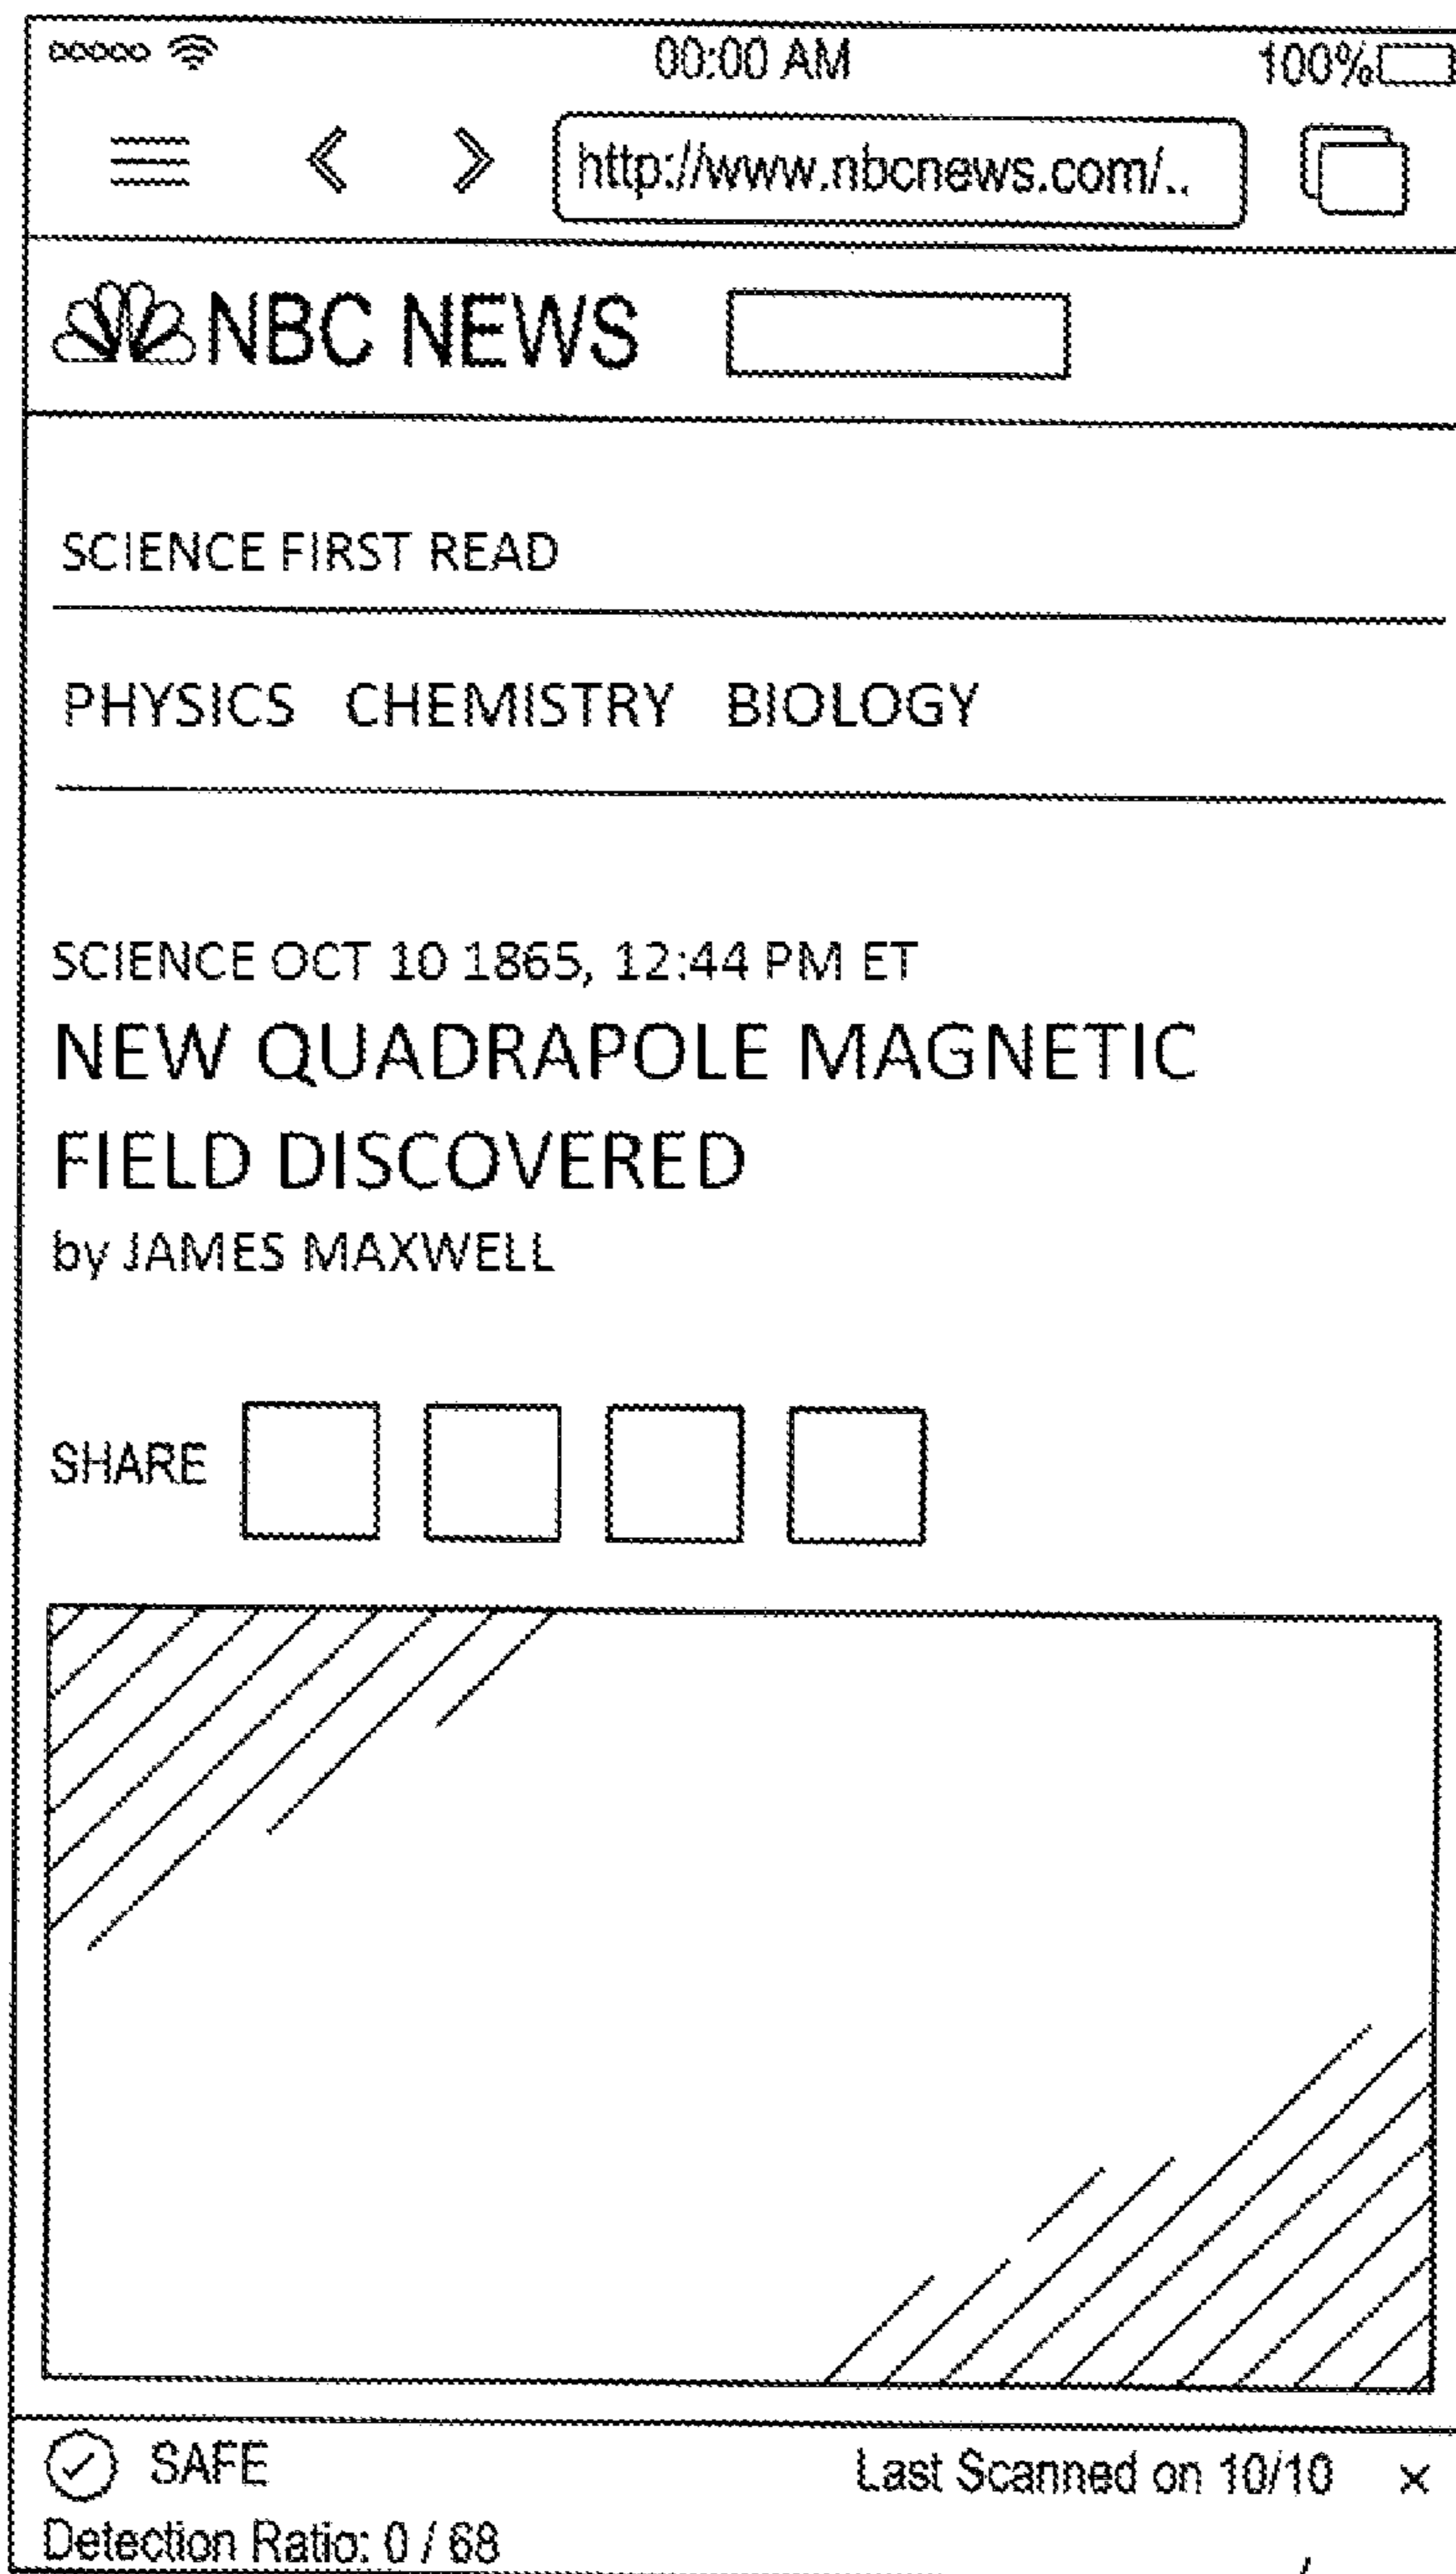 00:00 AM 100%
http://www.nbcnews.com/..
NBC NEWS
SCIENCE FIRST READ
PHYSICS CHEMISTRY BIOLOGY
SCIENCE OCT 10 1865, 12:44 PM ET
NEW QUADRAPOLE MAGNETIC
FIELD DISCOVERED
by JAMES MAXWELL
SHARE
SAFE Last Scanned on 10/10 ×
Detection Ratio: 0 / 68